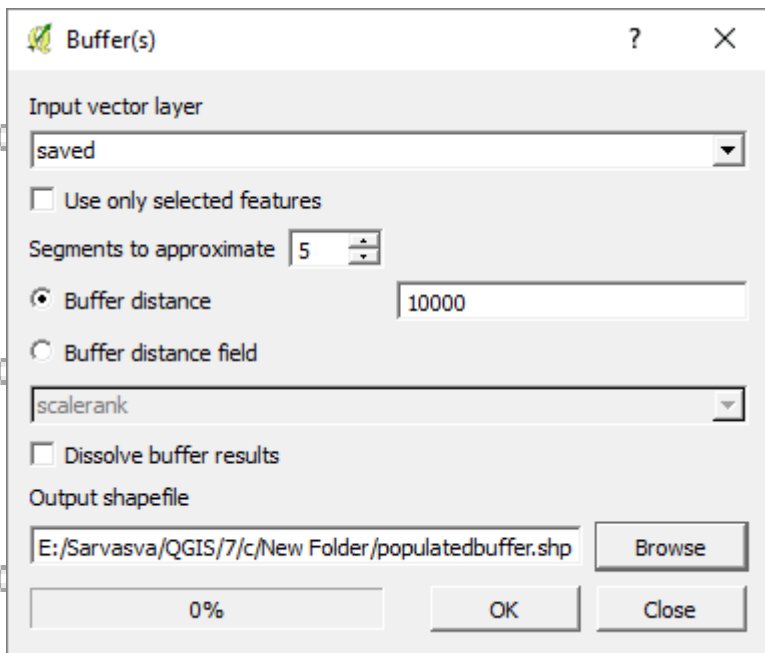 Buffer(s) ?
Input vector layer
saved
Use only selected features
Segments to approximate 5
Buffer distance 10000
Buffer distance field
scalerank
Dissolve buffer results
Output shapefile
E:/Sarvasva/QGIS/7/c/New Folder/populatedbuffer.shp Browse
0% OK Close